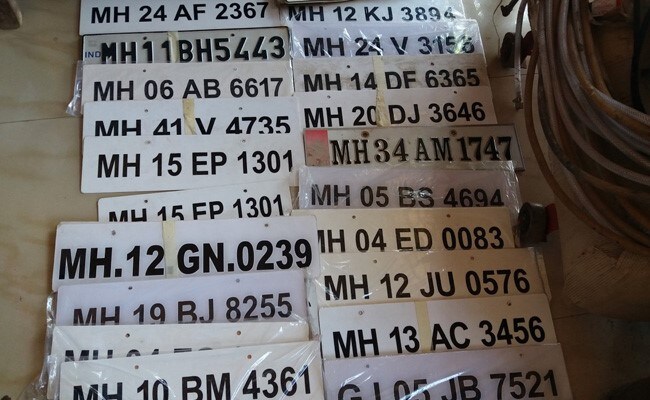 MH 24 AF 2367
IND MH11BH5443
MH 06 AB 6617
MH 41 V 4735
MH 15 EP 1301
MH 15 EP 1301
MH.12 GN.0239
MH 19 BJ 8255
MH 10 BM 4361
MH 12 KJ 3894
MH 24 V 3156
MH 14 DF 6365
MH 20 DJ 3646
MH34AM1747
MH 05 BS 4694
MH 04 ED 0083
MH 12 JU 0576
MH 13 AC 3456
GJ 05 JB 7521